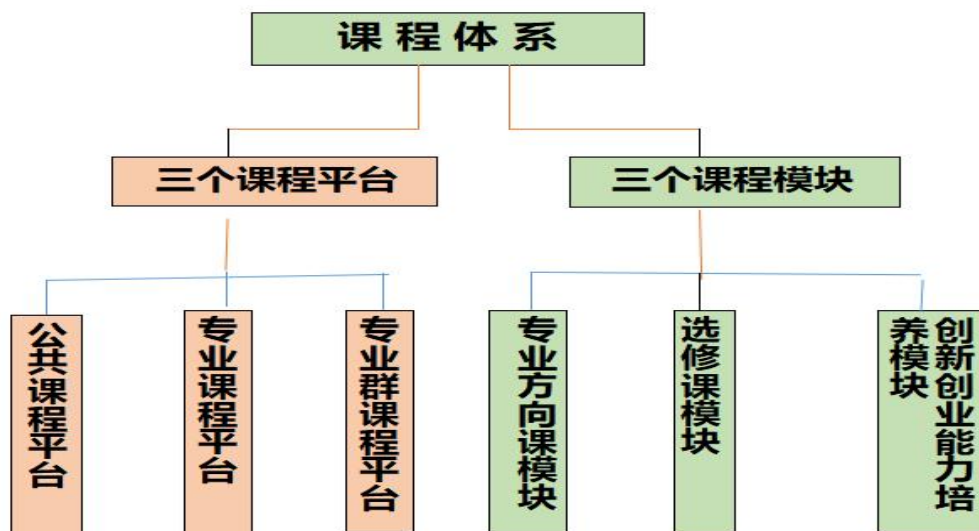 课程体系
三个课程平台
三个课程模块
公共课程平台
专业课程平台
专业群课程平台
专业方向课模块
选修课模块
创新创业能力培
养模块